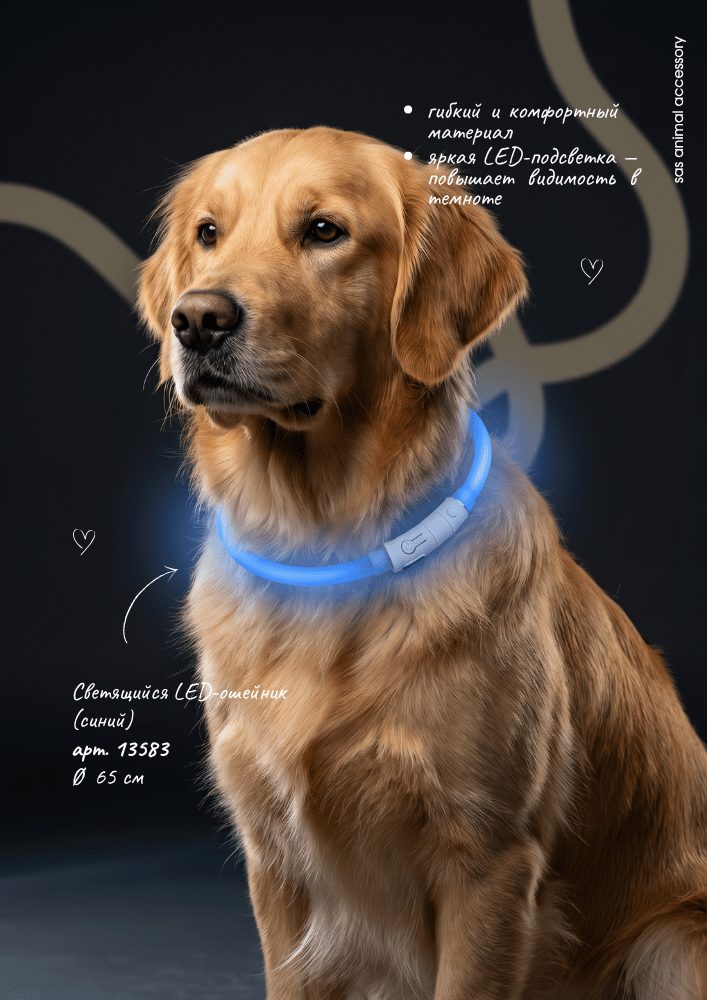 sas animal accessory
• гибкий и комфортный
материал
• яркая LED-подсветка –
повышает видимость в
темноте
Светящийся LED-ошейник
(синий)
арт. 13583
Ø 65 см